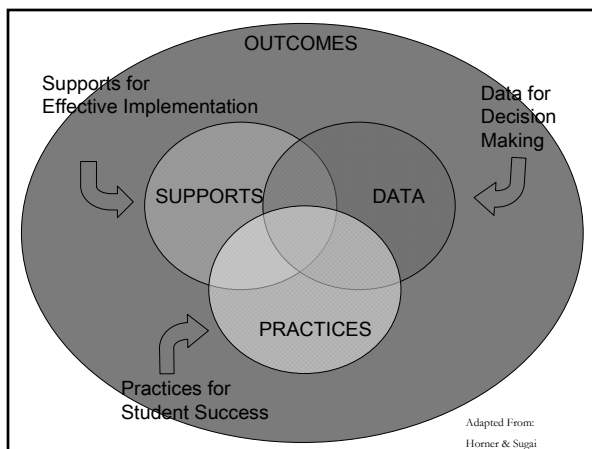 OUTCOMES
Supports for
Effective Implementation
Data for
Decision
Making
SUPPORTS
DATA
PRACTICES
Practices for
Student Success
Adapted From:
Horner & Sugai